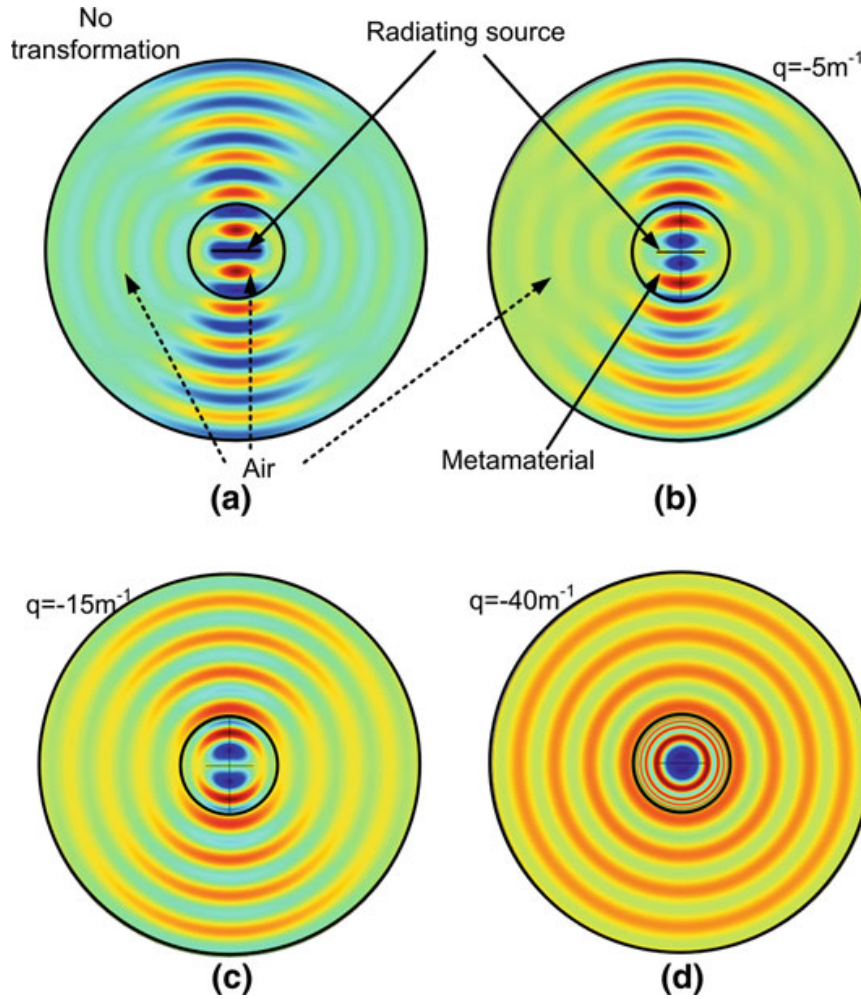 No
transformation
Radiating source
q=-5m⁻¹
Air
Metamaterial
(a)
(b)
q=-15m⁻¹
q=-40m⁻¹
(c)
(d)